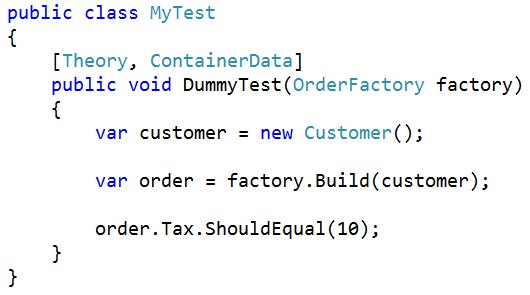 public class MyTest
{
    [Theory, ContainerData]
    public void DummyTest(OrderFactory factory)
    {
        var customer = new Customer();

        var order = factory.Build(customer);

        order.Tax.ShouldEqual(10);
    }
}